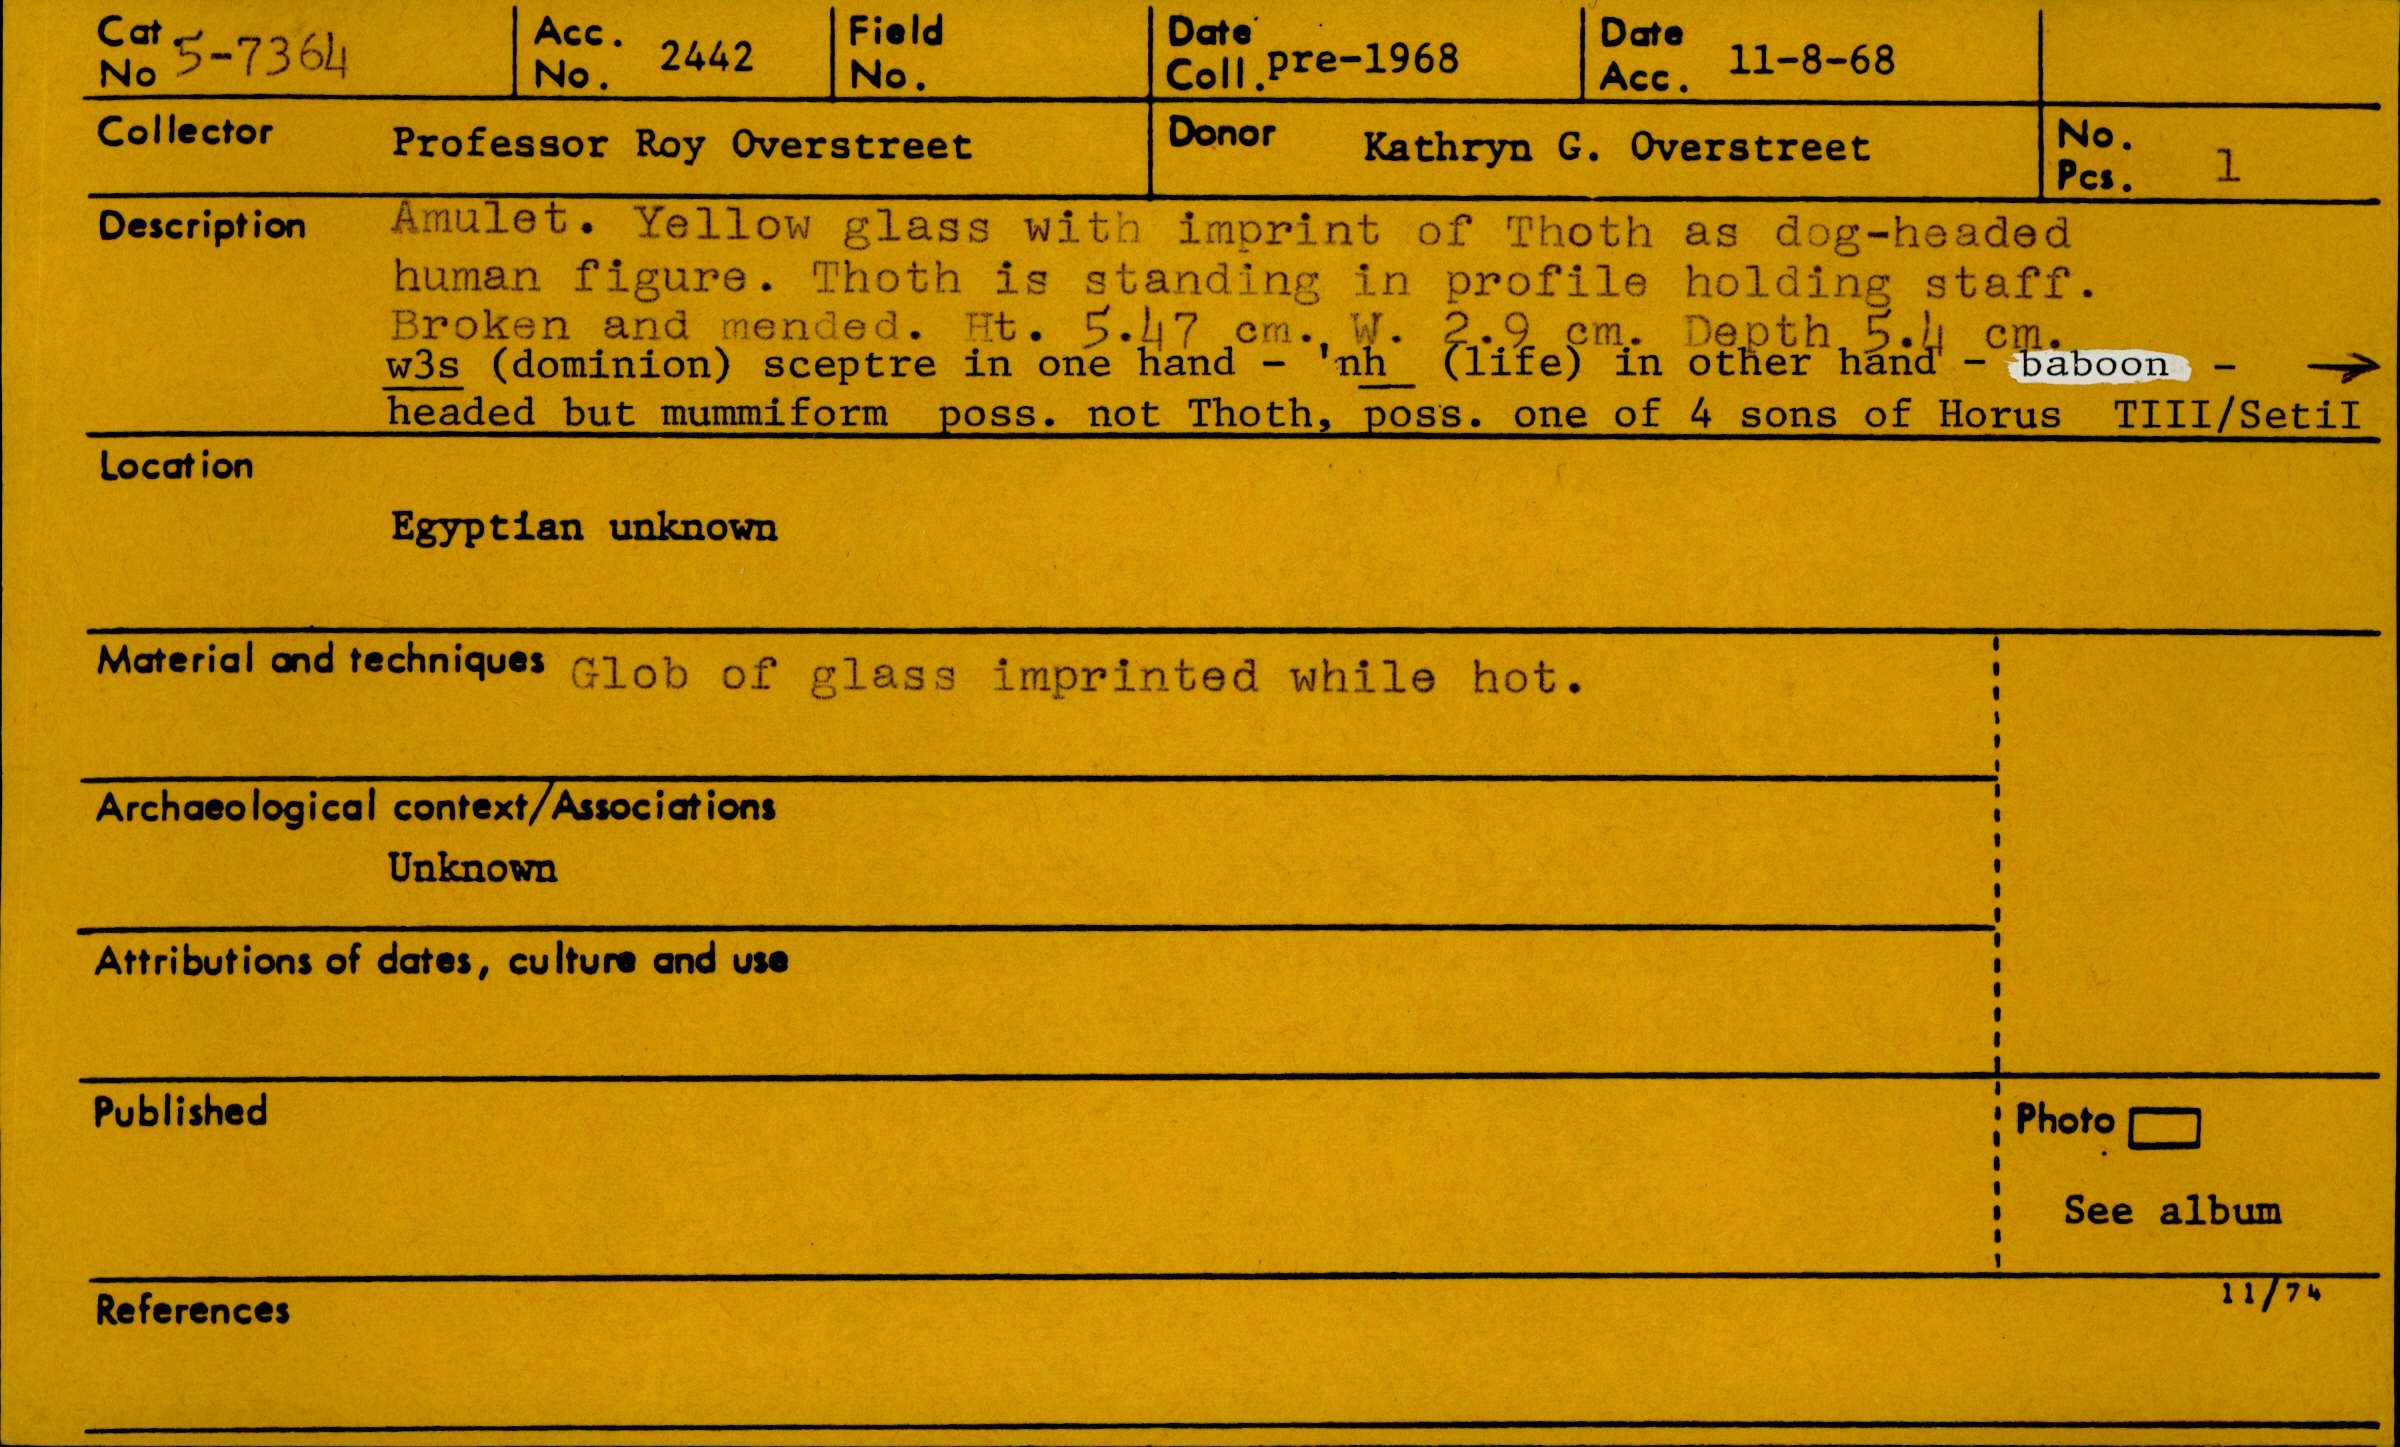 Cat. No 5-7364 Acc. No. 2442 Field No. Date Coll. pre-1968 Date Acc. 11-8-68
Collector Professor Roy Overstreet Donor Kathryn G. Overstreet No. Pcs. 1
Description Amulet. Yellow glass with imprint of Thoth as dog-headed
human figure. Thoth is standing in profile holding staff.
Broken and mended. Ht. 5.47 cm., W. 2.9 cm. Depth 5.4 cm.
w3s (dominion) sceptre in one hand - 'nh (life) in other hand - baboon - →
headed but mummiform poss. not Thoth, poss. one of 4 sons of Horus TIII/SetiI
Location
Egyptian unknown
Material and techniques Glob of glass imprinted while hot.
Archaeological context/Associations
Unknown
Attributions of dates, culture and use
Published
Photo
See album
11/74
References